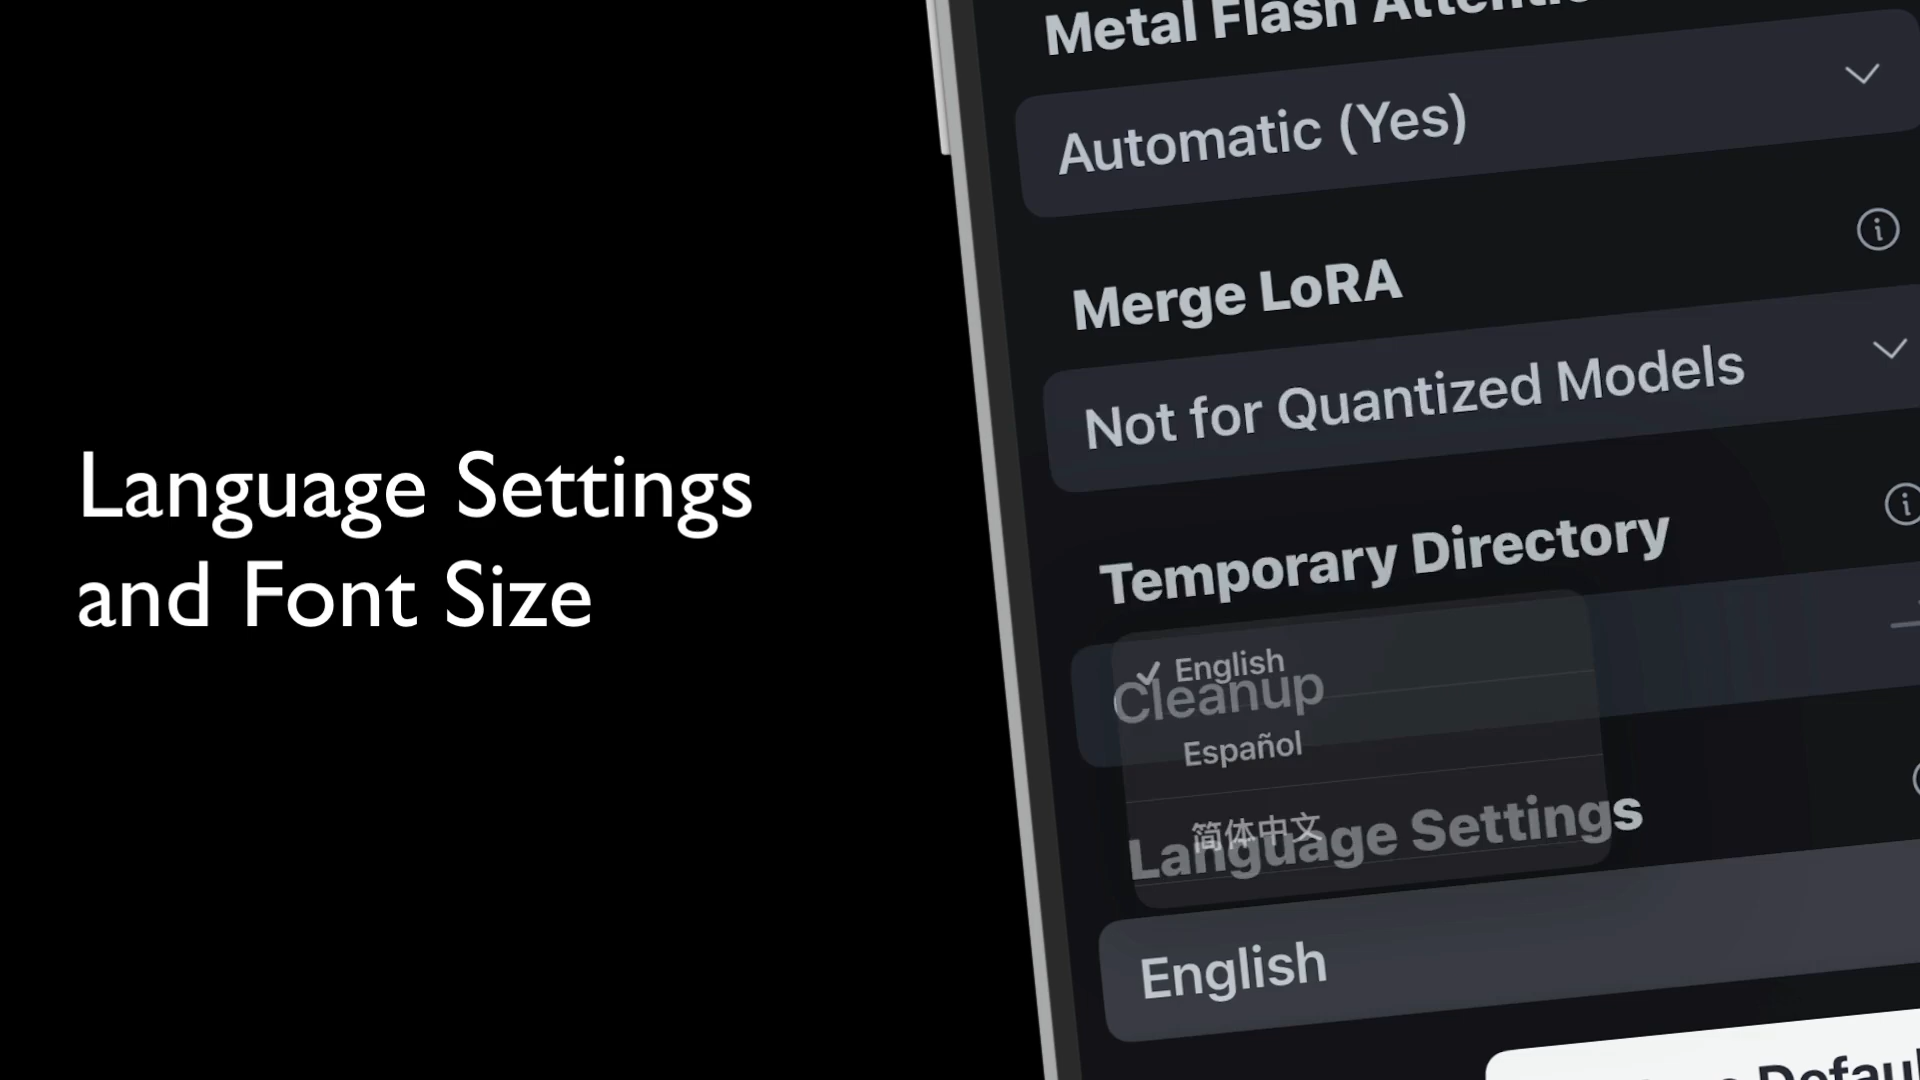 Language Settings
and Font Size
Metal Flash
Automatic (Yes)
Merge LoRA
Not for Quantized Models
Temporary Directory
Cleanup
English
Español
简体中文
Language Settings
English